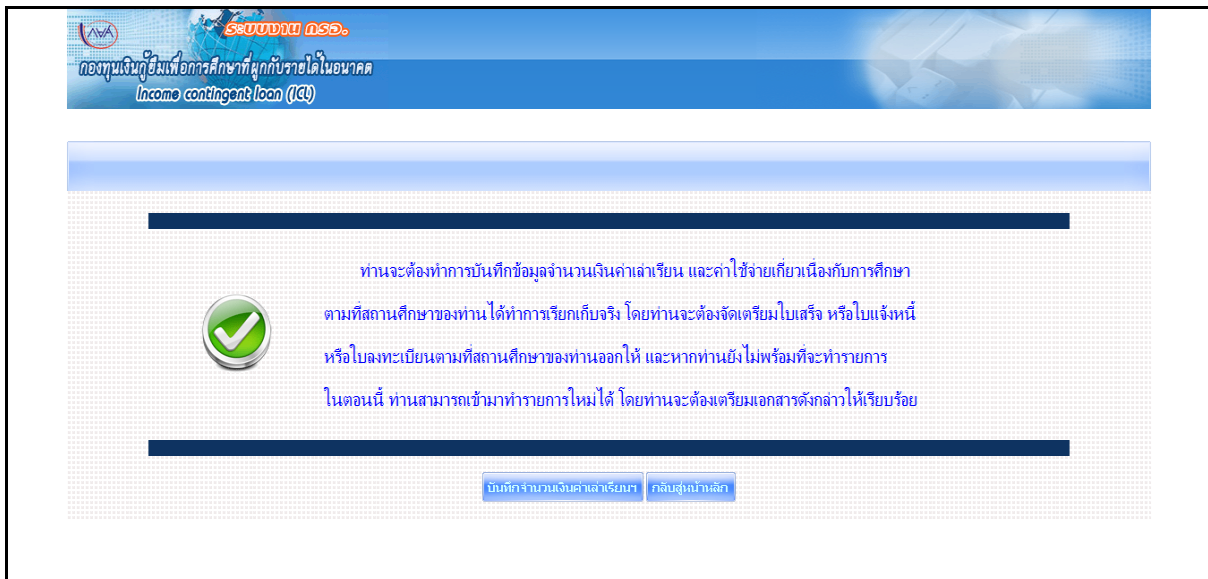 ระบบงาน กรอ.
กองทุนเงินกู้ยืมเพื่อการศึกษาที่ผูกกับรายได้ในอนาคต
Income contingent loan (ICL)
ท่านจะต้องทำการบันทึกข้อมูลจำนวนเงินค่าเล่าเรียน และค่าใช้จ่ายเกี่ยวเนื่องกับการศึกษา
ตามที่สถานศึกษาของท่านได้ทำการเรียกเก็บจริง โดยท่านจะต้องจัดเตรียมใบเสร็จ หรือใบแจ้งหนี้
หรือใบลงทะเบียนตามที่สถานศึกษาของท่านออกให้ และหากท่านยังไม่พร้อมที่จะทำรายการ
ในตอนนี้ ท่านสามารถเข้ามาทำรายการใหม่ได้ โดยท่านจะต้องเตรียมเอกสารดังกล่าวให้เรียบร้อย
บันทึกจำนวนเงินค่าเล่าเรียนฯ กลับสู่หน้าหลัก